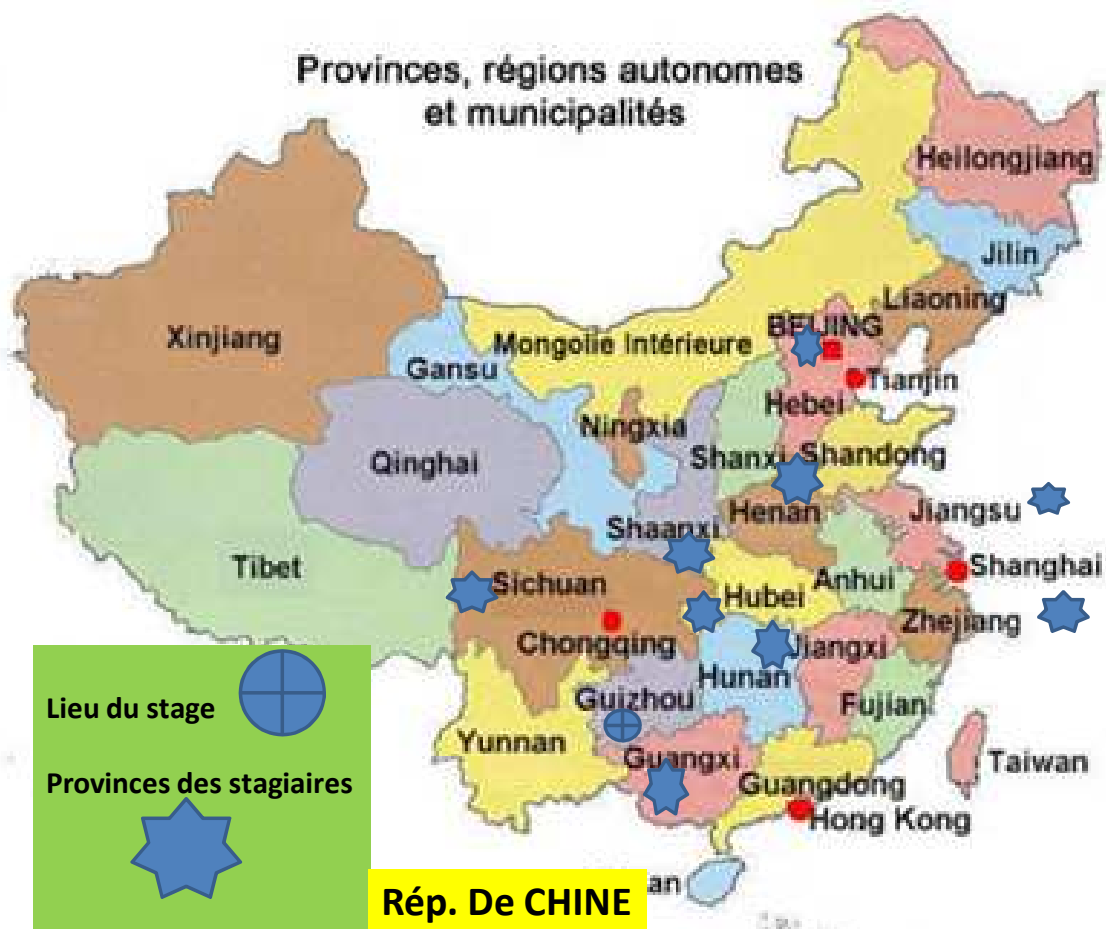 Provinces, régions autonomes
et municipalités
Heilongjiang
Jilin
Liaoning
BEIJING
Xinjiang
Mongolie Intérieure
Gansu
Tianjin
Hebei
Ningxia
Qinghai
Shanxi
Shandong
Henan
Jiangsu
Shaanxi
Tibet
Sichuan
Anhui
Shanghai
Hubei
Zhejiang
Chongqing
Jiangxi
Hunan
Guizhou
Fujian
Yunnan
Guangxi
Taiwan
Guangdong
Hong Kong
an
Lieu du stage
Provinces des stagiaires
Rép. De CHINE